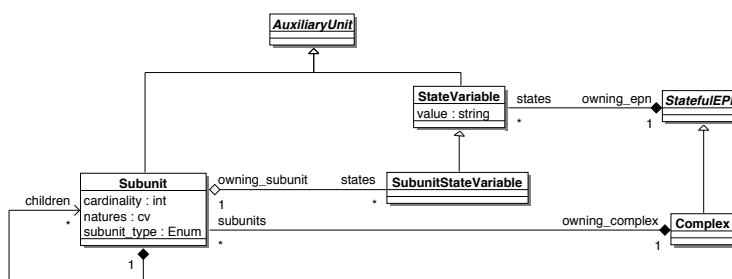 AuxiliaryUnit
StateVariable
value : string
states
owning_epn
*
1
Subunit
cardinality : int
natures : cv
subunit_type : Enum
owning_subunit
states
1
*
SubunitStateVariable
children
*
subunits
owning_complex
*
1
Complex
1